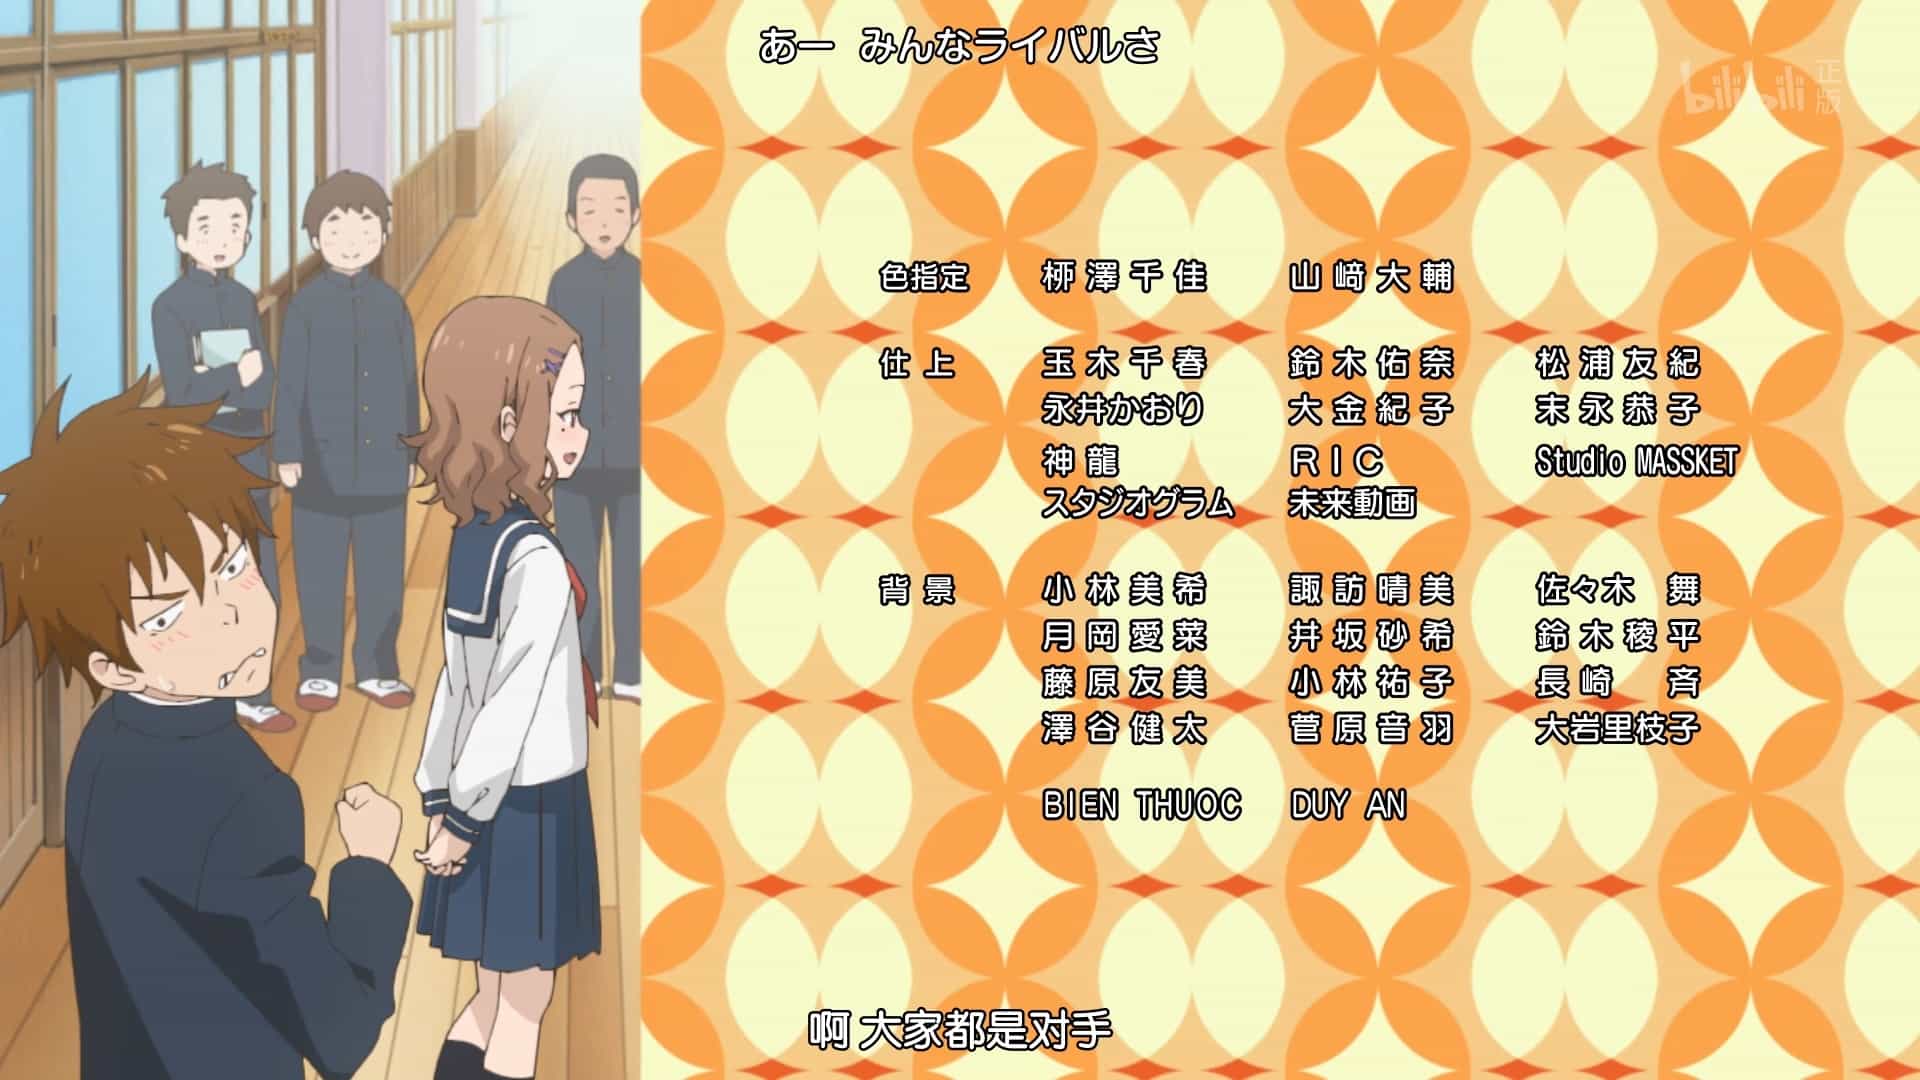 あー みんなライバルさ
bilibili 正版
色指定 栁澤千佳 山﨑大輔
仕上 玉木千春 鈴木佑奈 松浦友紀
永井かおり 大金紀子 末永恭子
神龍 RIC Studio MASSKET
スタジオグラム 未来動画
背景 小林美希 諏訪晴美 佐々木 舞
月岡愛菜 井坂砂希 鈴木稜平
藤原友美 小林祐子 長崎 斉
澤谷健太 菅原音羽 大岩里枝子
BIEN THUOC DUY AN
啊 大家都是对手